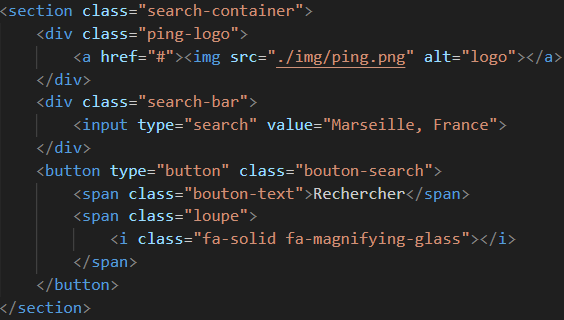 <section class="search-container">
    <div class="ping-logo">
        <a href="#"><img src="./img/ping.png" alt="logo"></a>
    </div>
    <div class="search-bar">
        <input type="search" value="Marseille, France">
    </div>
    <button type="button" class="bouton-search">
        <span class="bouton-text">Rechercher</span>
        <span class="loupe">
            <i class="fa-solid fa-magnifying-glass"></i>
        </span>
    </button>
</section>